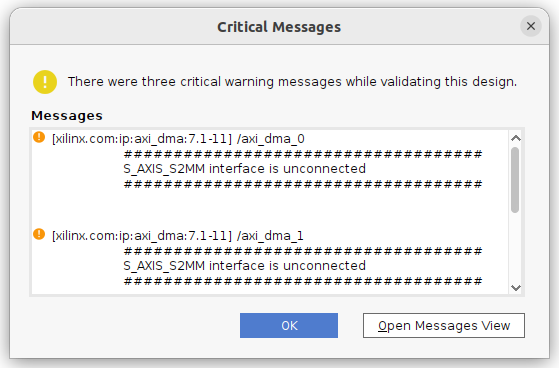 Critical Messages
There were three critical warning messages while validating this design.
Messages
[xilinx.com:ip:axi_dma:7.1-11] /axi_dma_0
####################################
S_AXIS_S2MM interface is unconnected
####################################
[xilinx.com:ip:axi_dma:7.1-11] /axi_dma_1
####################################
S_AXIS_S2MM interface is unconnected
####################################
OK
Open Messages View